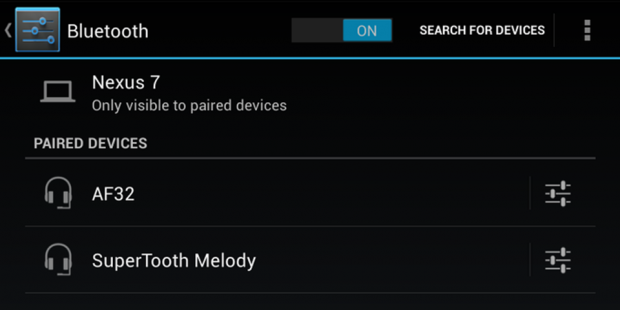 Bluetooth
ON
SEARCH FOR DEVICES
Nexus 7
Only visible to paired devices
PAIRED DEVICES
AF32
SuperTooth Melody